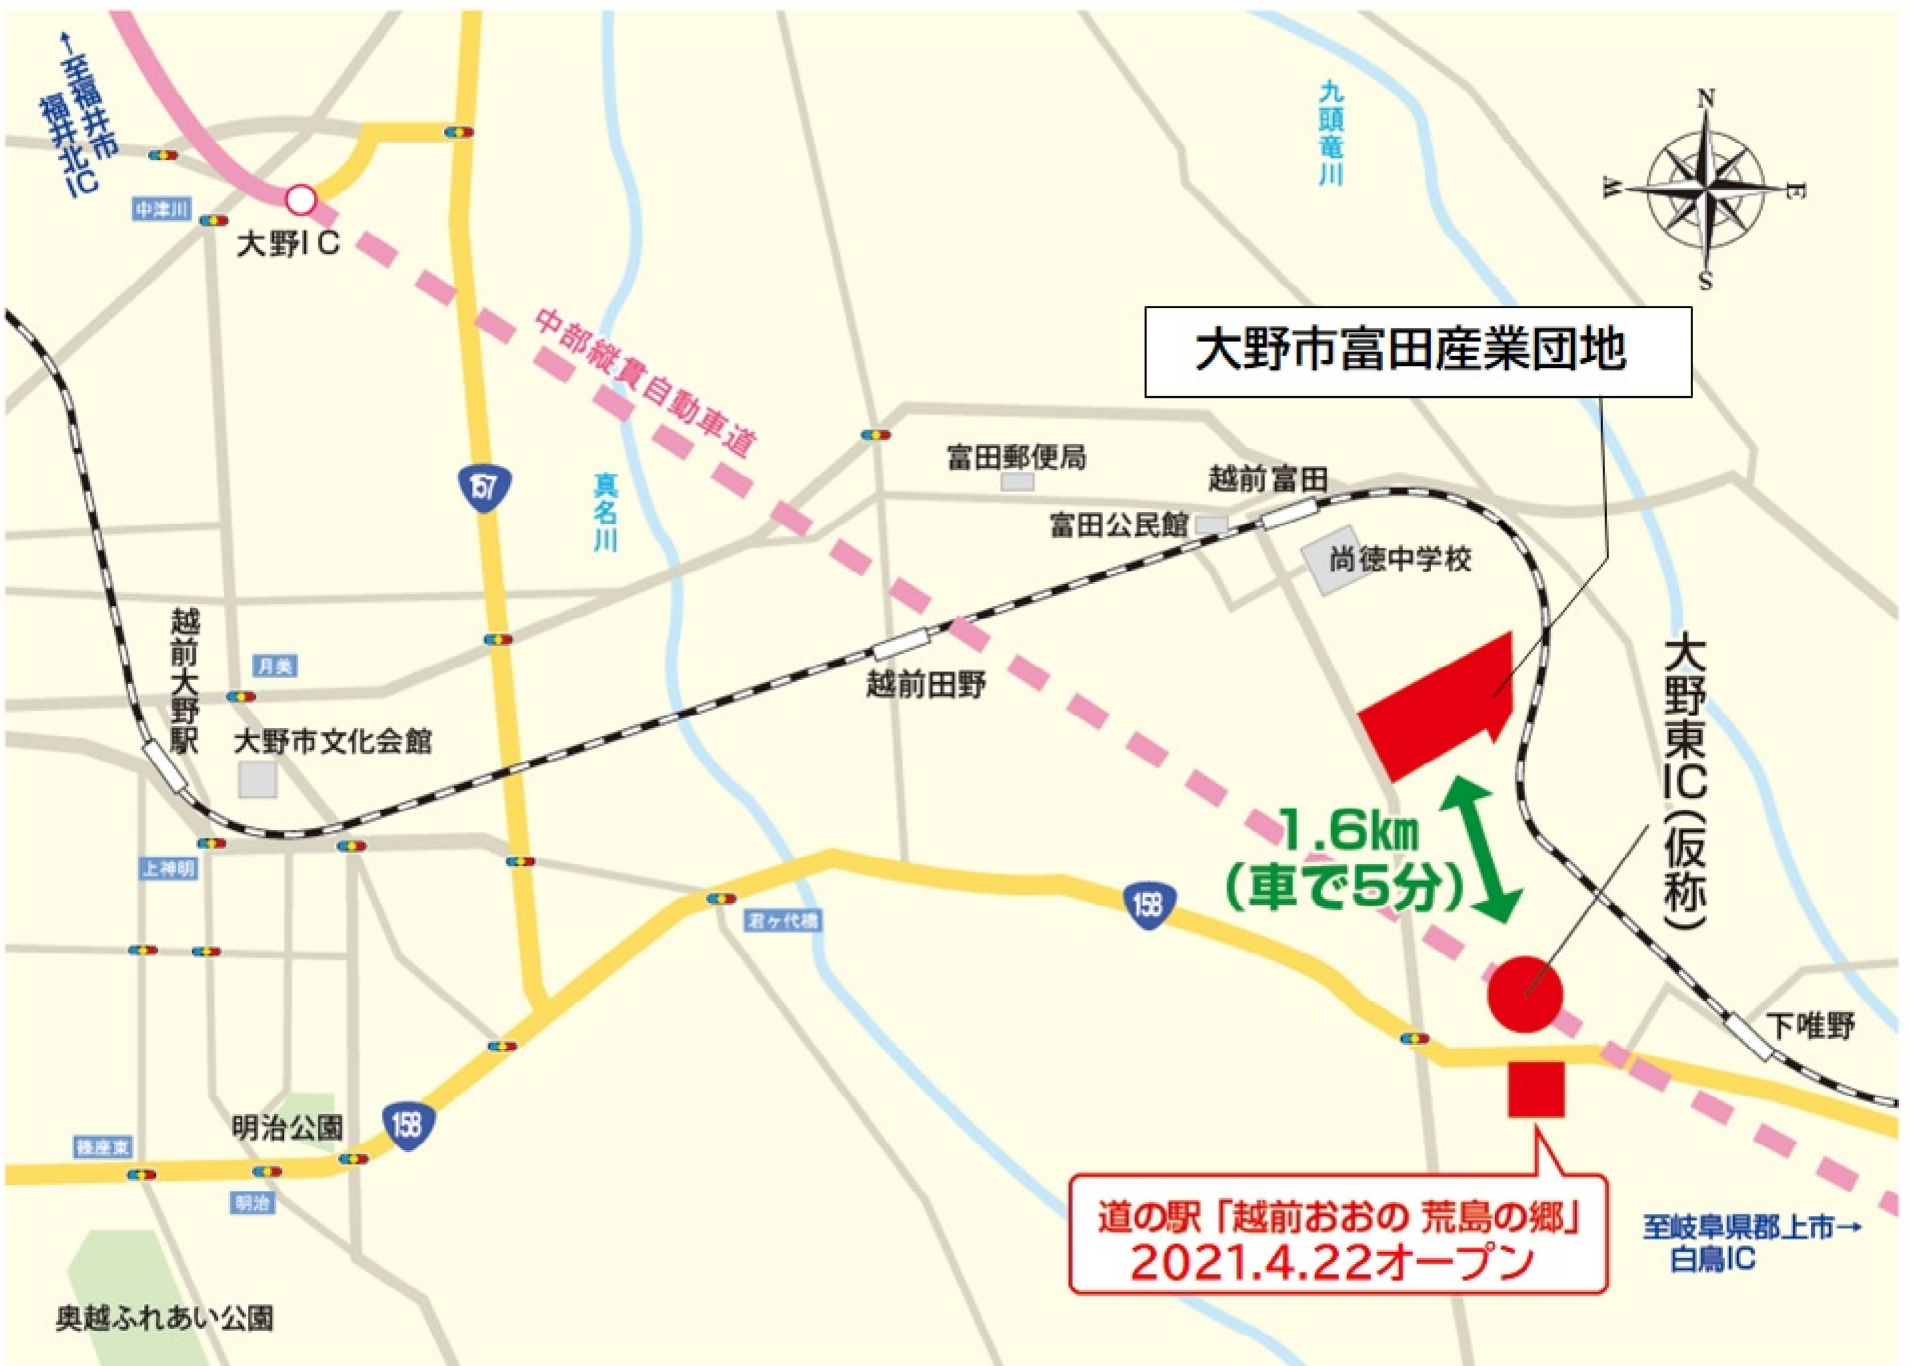 ↑至福井市
福井北IC
中津川
大野IC
中部縦貫自動車道
九頭竜川
N
W
E
S
大野市富田産業団地
157
真名川
富田郵便局
越前富田
富田公民館
尚徳中学校
越前大野駅
月美
大野市文化会館
越前田野
大野東IC(仮称)
1.6km
(車で5分)
上神明
君ヶ代橋
158
下唯野
明治公園
158
篠座東
明治
道の駅「越前おおの 荒島の郷」
2021.4.22オープン
至岐阜県郡上市→
白鳥IC
奥越ふれあい公園